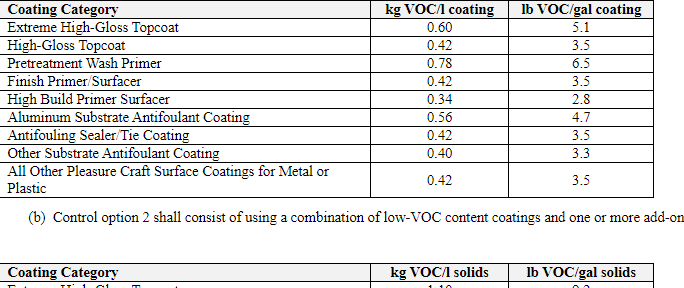 Coating Category kg VOC/l coating lb VOC/gal coating
Extreme High-Gloss Topcoat 0.60 5.1
High-Gloss Topcoat 0.42 3.5
Pretreatment Wash Primer 0.78 6.5
Finish Primer/Surfacer 0.42 3.5
High Build Primer Surfacer 0.34 2.8
Aluminum Substrate Antifoulant Coating 0.56 4.7
Antifouling Sealer/Tie Coating 0.42 3.5
Other Substrate Antifoulant Coating 0.40 3.3
All Other Pleasure Craft Surface Coatings for Metal or
Plastic 0.42 3.5
(b) Control option 2 shall consist of using a combination of low-VOC content coatings and one or more add-on
Coating Category kg VOC/l solids lb VOC/gal solids